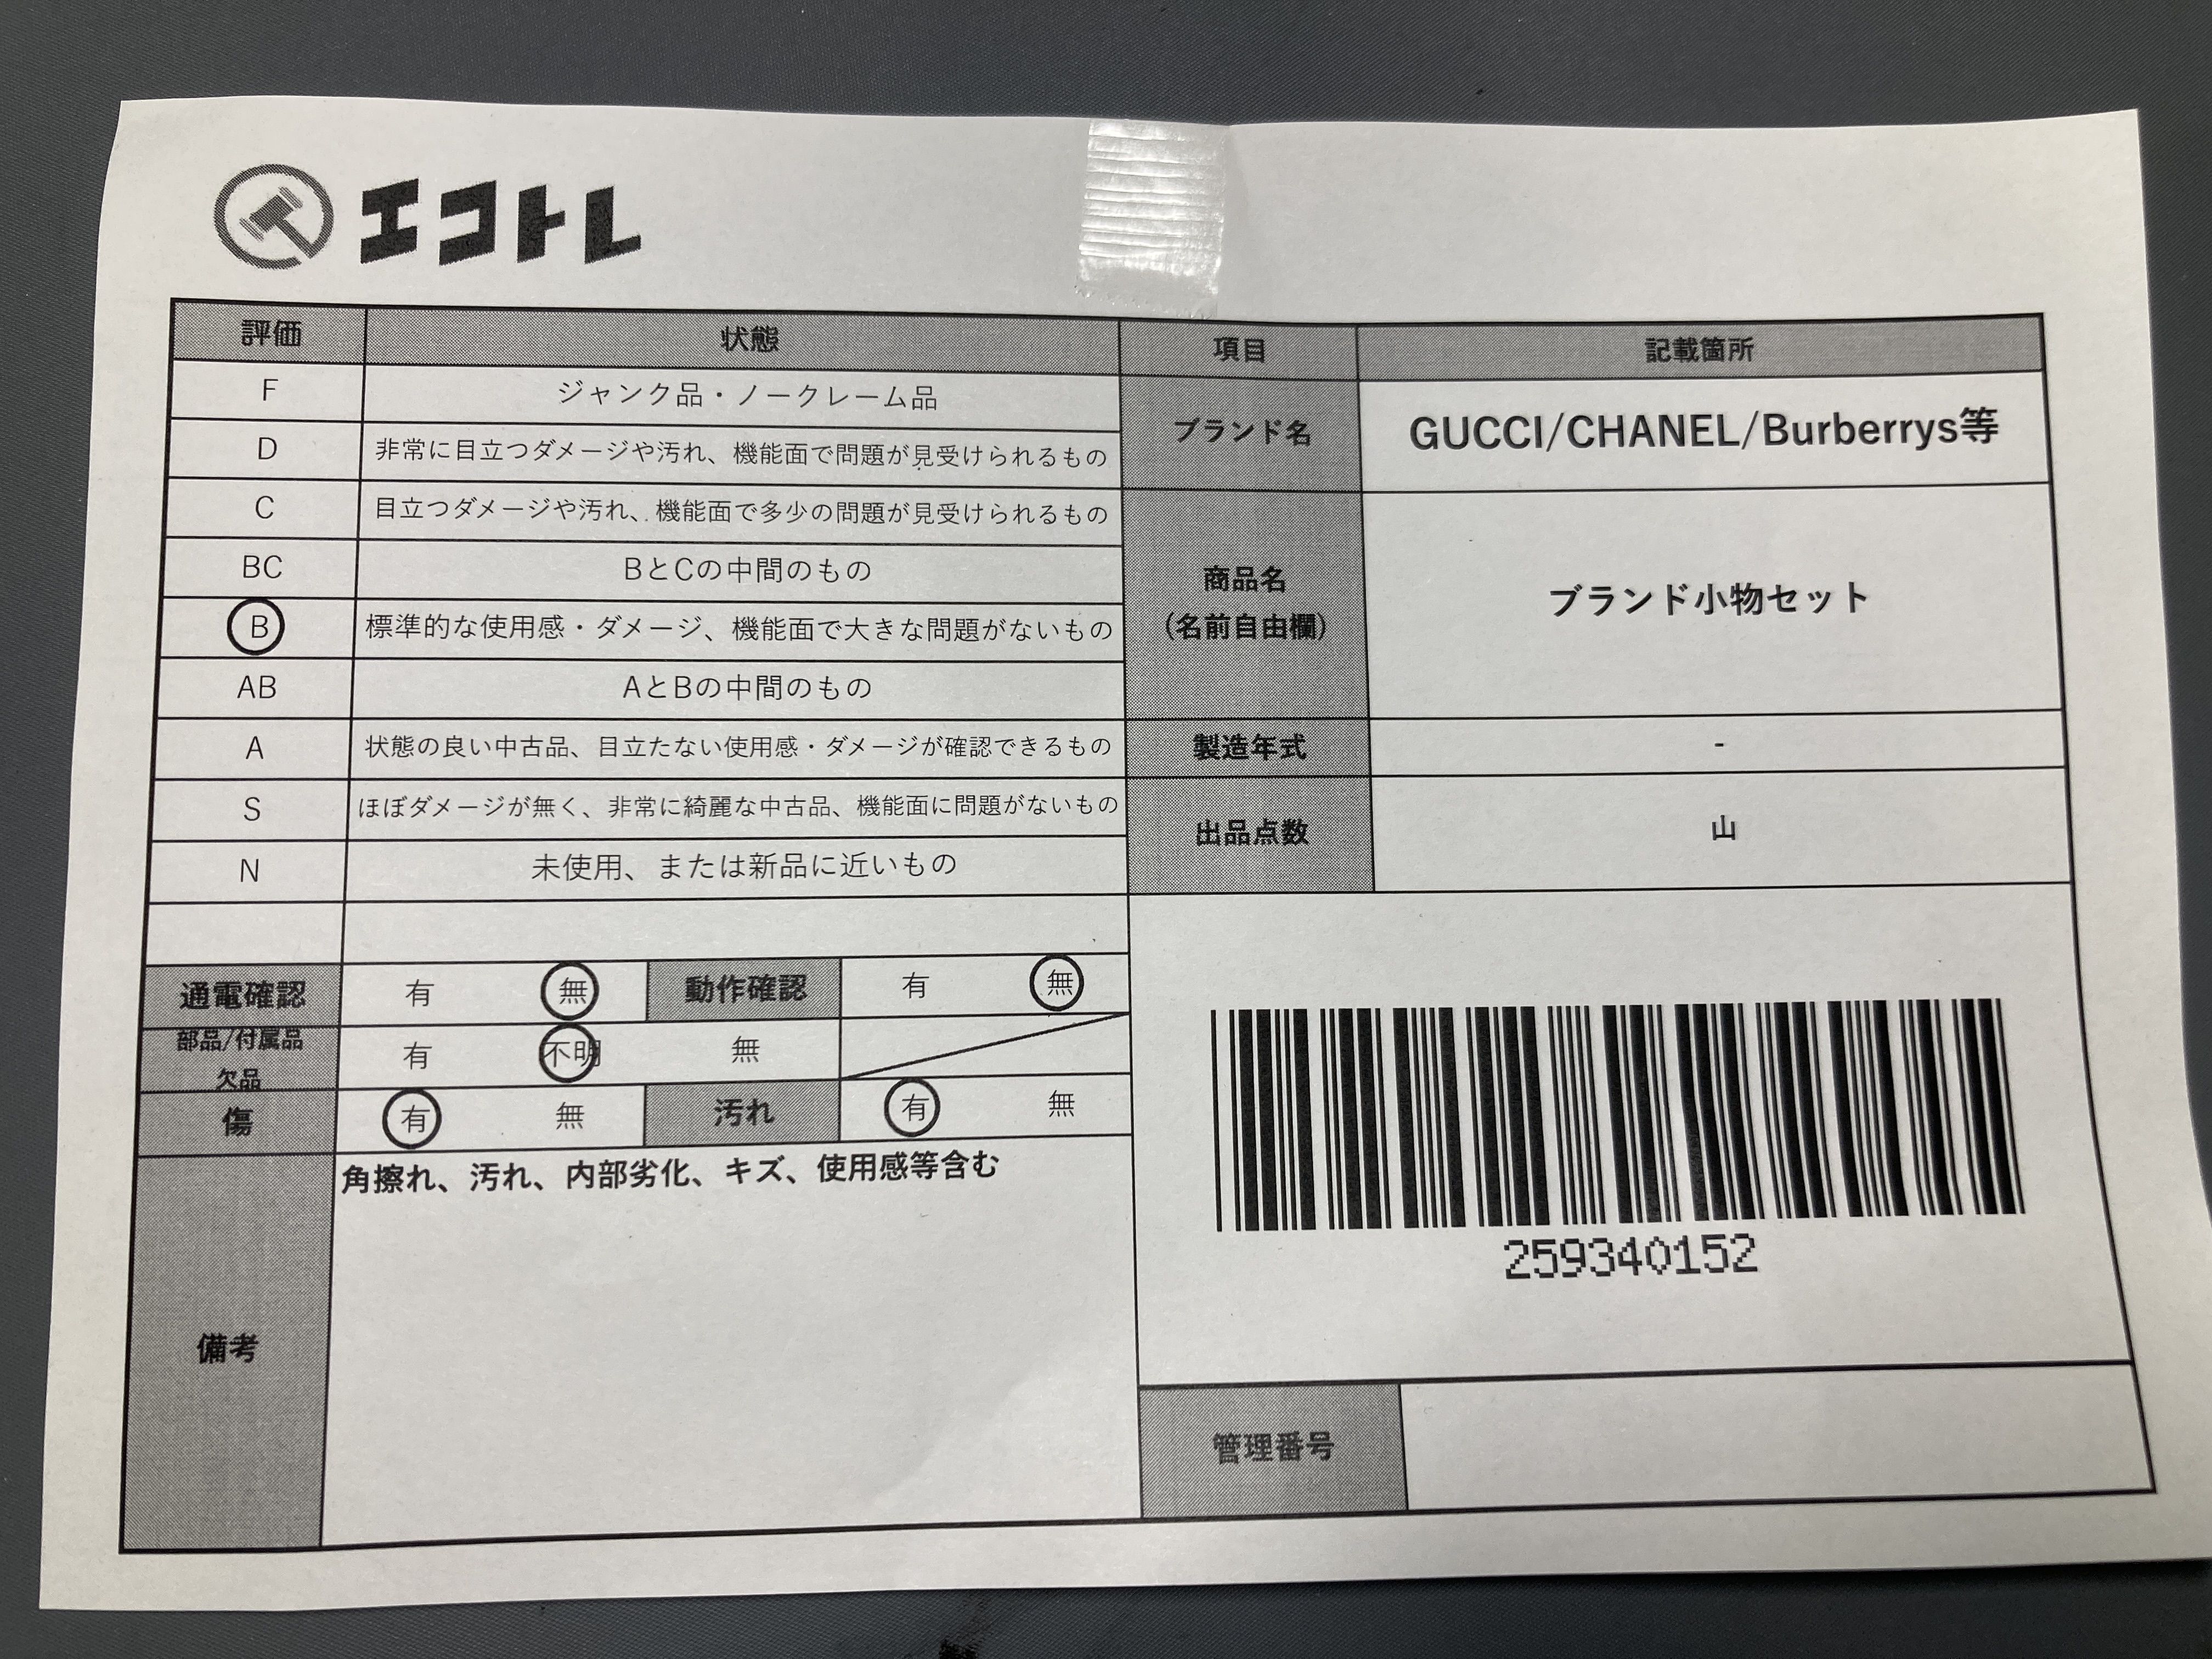 エコトレ
評価 状態 項目 記載箇所
F ジャンク品・ノークレーム品
D 非常に目立つダメージや汚れ、機能面で問題が見受けられるもの
ブランド名 GUCCI/CHANEL/Burberrys等
C 目立つダメージや汚れ、機能面で多少の問題が見受けられるもの
BC BとCの中間のもの
B 標準的な使用感・ダメージ、機能面で大きな問題がないもの
商品名
(名前自由欄)
ブランド小物セット
AB AとBの中間のもの
A 状態の良い中古品、目立たない使用感・ダメージが確認できるもの
製造年式 -
S ほぼダメージが無く、非常に綺麗な中古品、機能面に問題がないもの
出品点数 山
N 未使用、または新品に近いもの
通電確認 有 無 動作確認 有 無
部品/付属品
欠品
有 不明 無
傷 有 無 汚れ 有 無
備考
角擦れ、汚れ、内部劣化、キズ、使用感等含む
259340152
管理番号